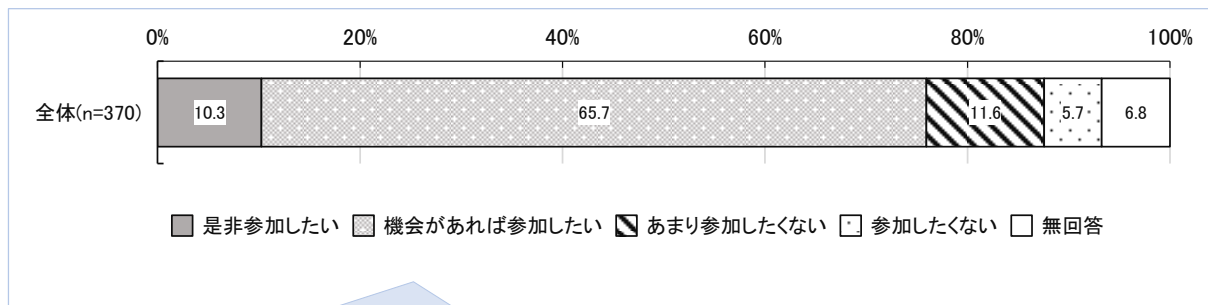 0% 20% 40% 60% 80% 100%
全体(n=370) 10.3 65.7 11.6 5.7 6.8
是非参加したい 機会があれば参加したい あまり参加したくない 参加したくない 無回答